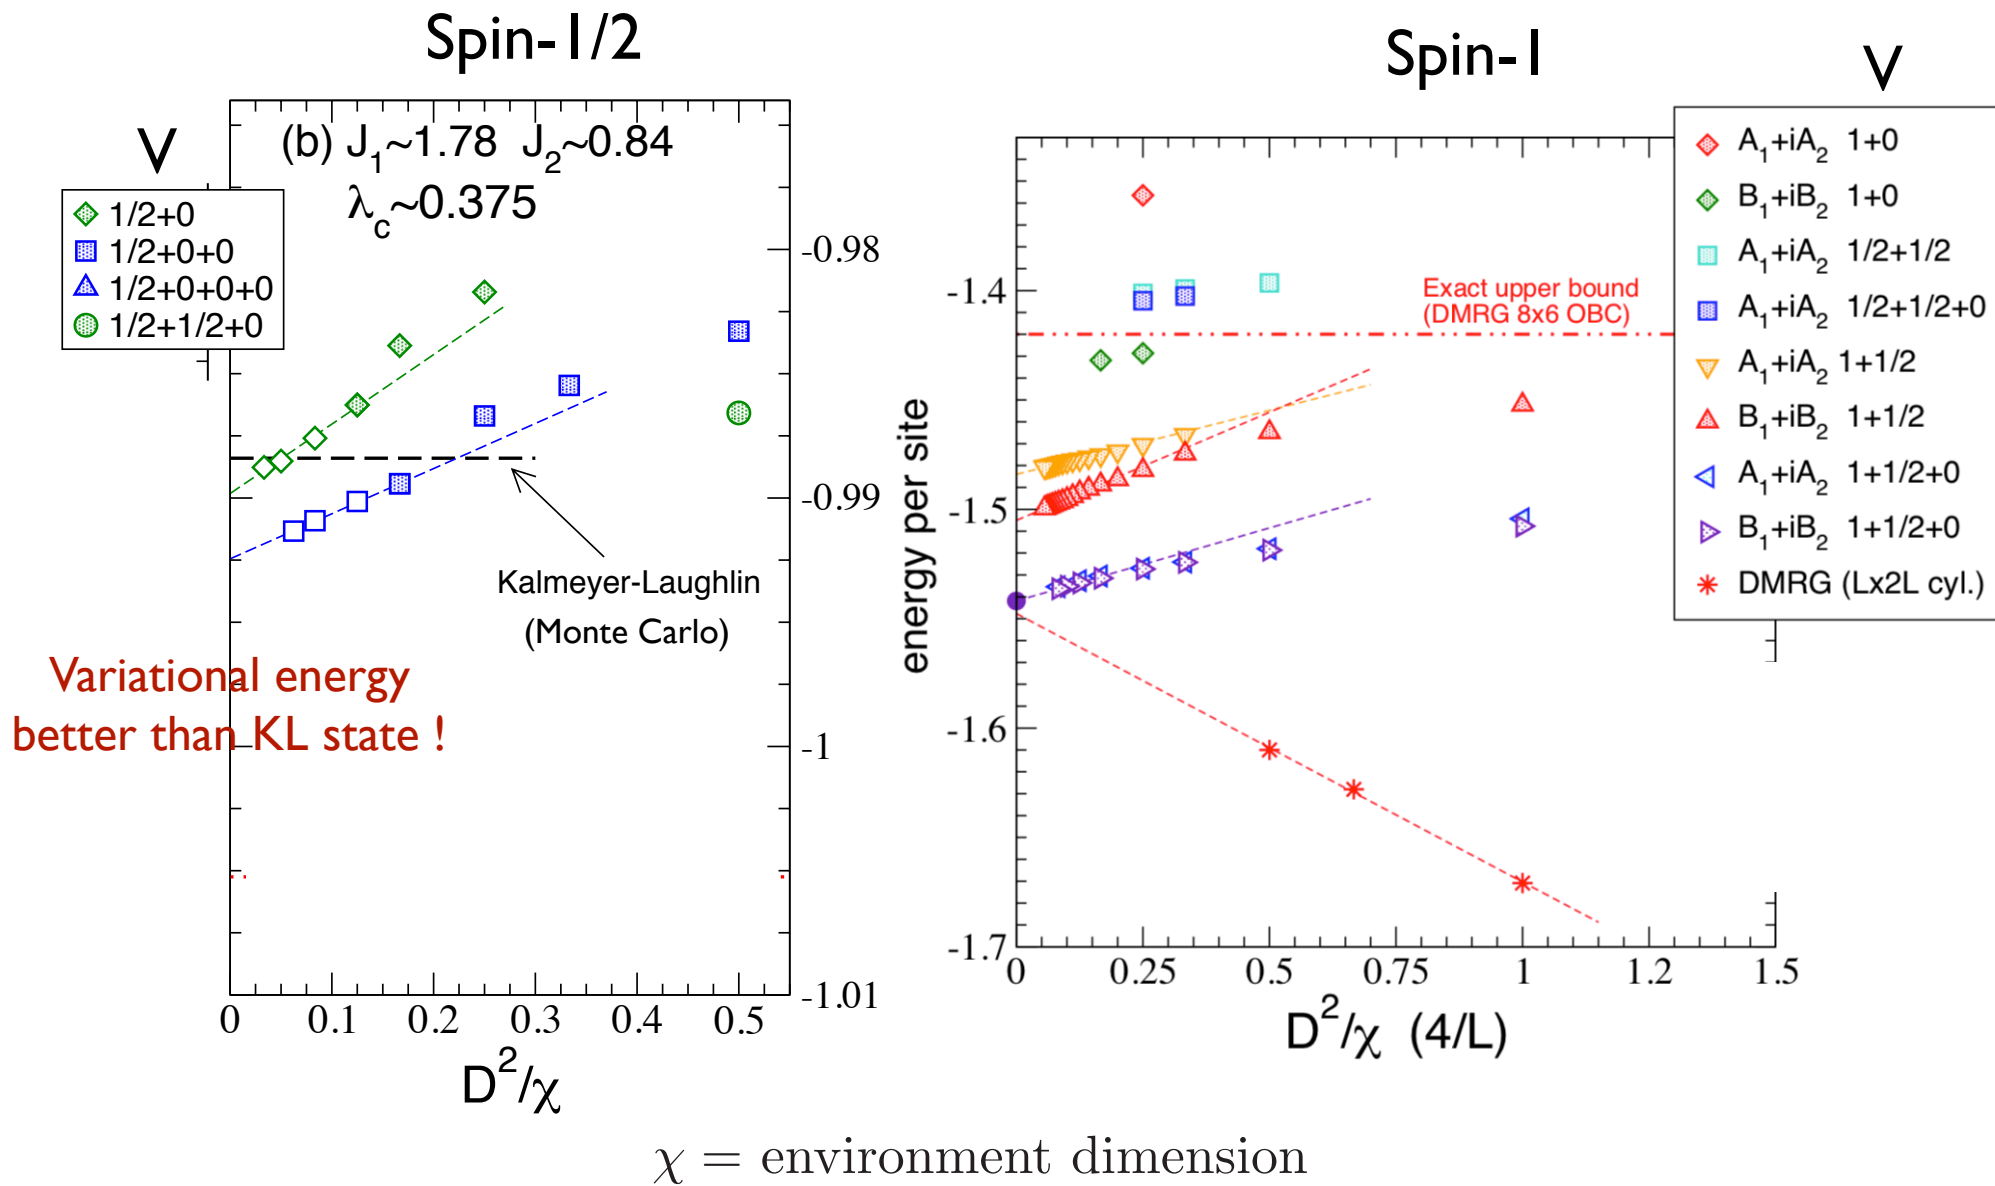 Spin-1/2
Spin-1
V
V
(b) J₁~1.78 J₂~0.84
λc~0.375
1/2+0
1/2+0+0
1/2+0+0+0
1/2+1/2+0
-0.98
-0.99
-1
-1.01
Kalmeyer-Laughlin
(Monte Carlo)
Variational energy
better than KL state !
0 0.1 0.2 0.3 0.4 0.5
D²/χ
A₁+iA₂ 1+0
B₁+iB₂ 1+0
A₁+iA₂ 1/2+1/2
A₁+iA₂ 1/2+1/2+0
A₁+iA₂ 1+1/2
B₁+iB₂ 1+1/2
A₁+iA₂ 1+1/2+0
B₁+iB₂ 1+1/2+0
DMRG (Lx2L cyl.)
Exact upper bound
(DMRG 8x6 OBC)
energy per site
-1.4
-1.5
-1.6
-1.7
0 0.25 0.5 0.75 1 1.2 1.5
D²/χ (4/L)
χ = environment dimension